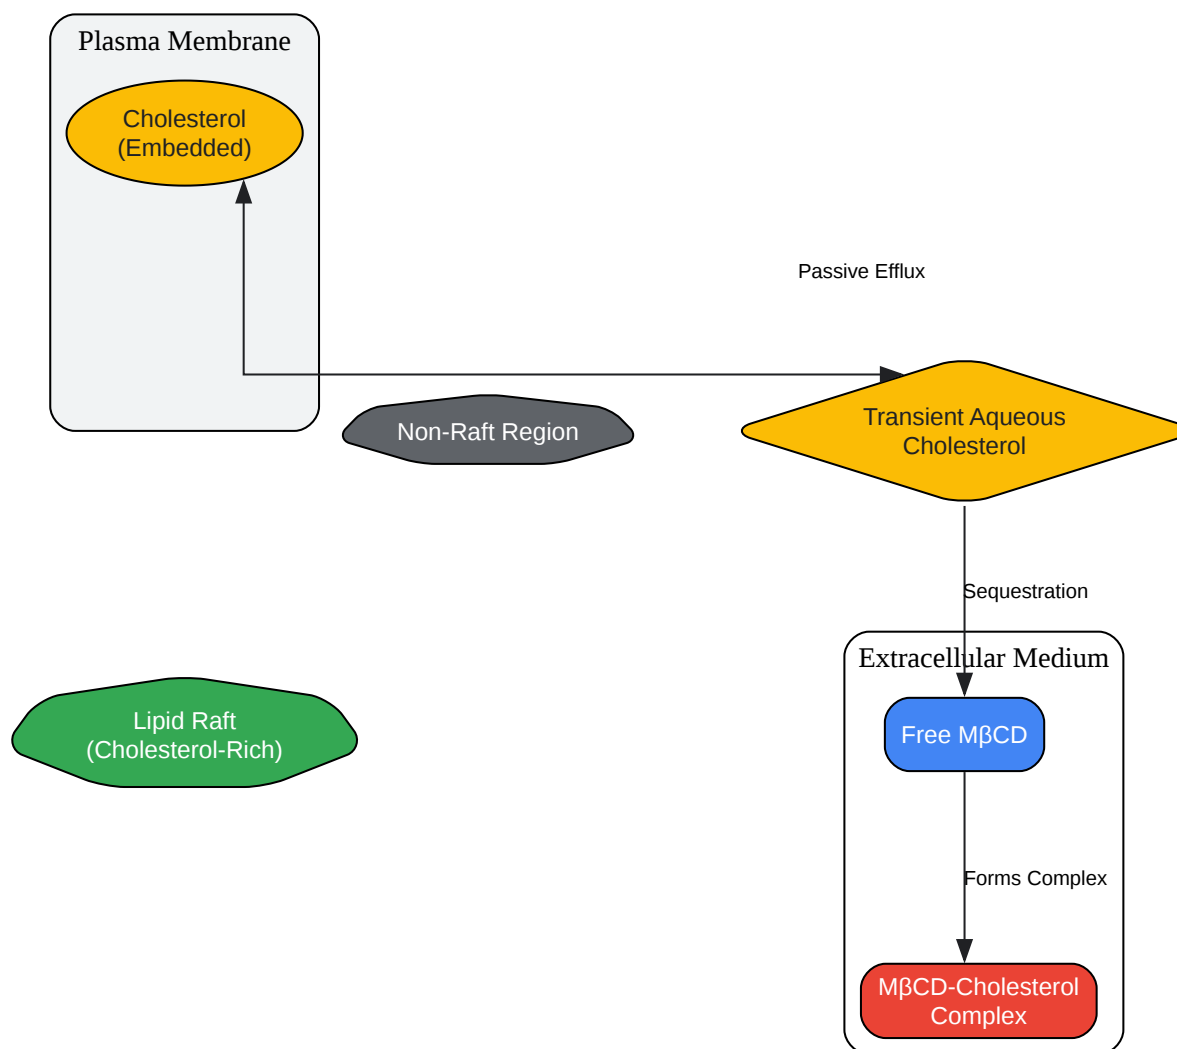 Plasma Membrane
Cholesterol
(Embedded)
Passive Efflux
Non-Raft Region
Transient Aqueous
Cholesterol
Sequestration
Extracellular Medium
Lipid Raft
(Cholesterol-Rich)
Free MβCD
Forms Complex
MβCD-Cholesterol
Complex